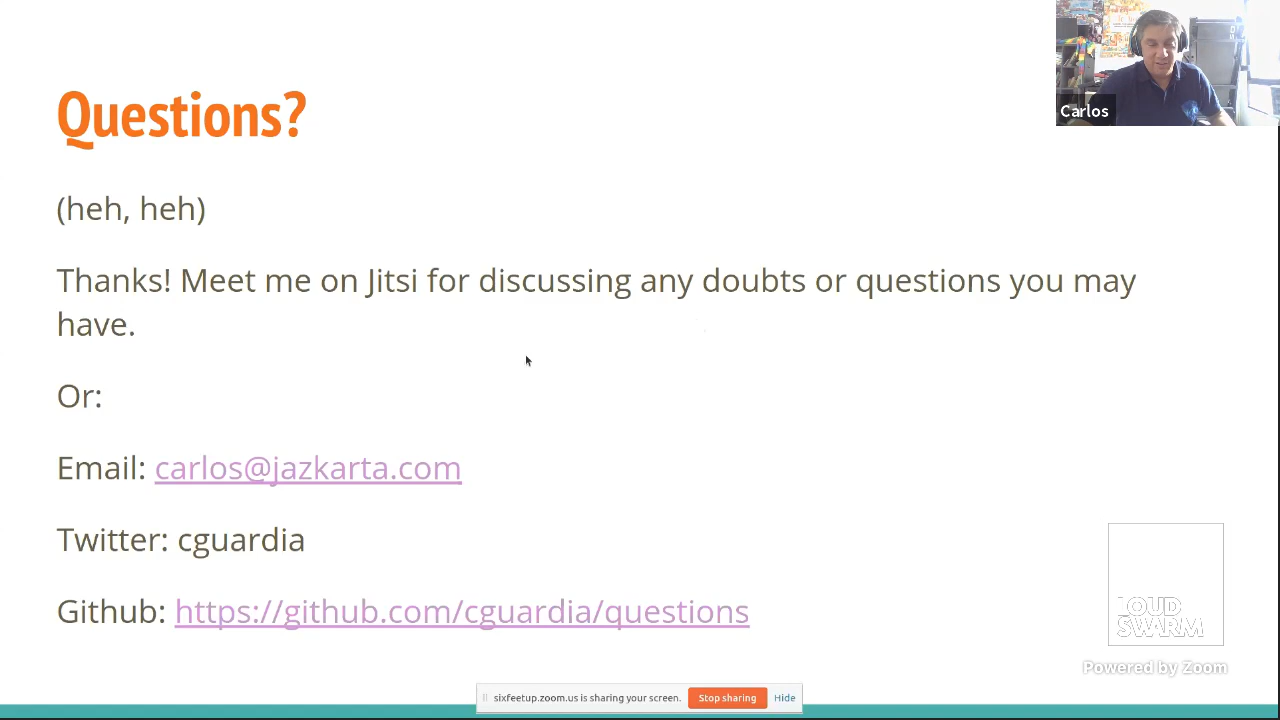 Questions?
Carlos
(heh, heh)
Thanks! Meet me on Jitsi for discussing any doubts or questions you may
have.
Or:
Email: carlos@jazkarta.com
Twitter: cguardia
Github: https://github.com/cguardia/questions
LOUD
SWARM
Powered by Zoom
sixfeetup.zoom.us is sharing your screen. Stop sharing Hide